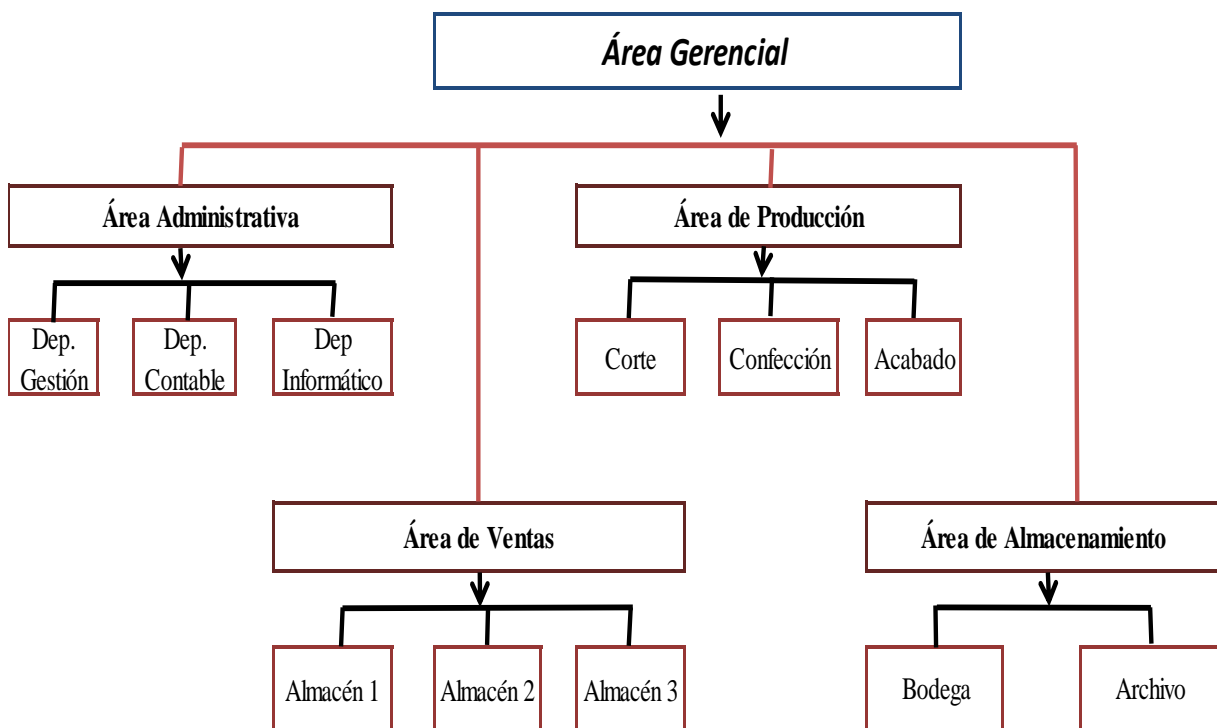 Área Gerencial
Área Administrativa
Área de Producción
Dep.
Gestión
Dep.
Contable
Dep
Informático
Corte
Confección
Acabado
Área de Ventas
Área de Almacenamiento
Almacén 1
Almacén 2
Almacén 3
Bodega
Archivo